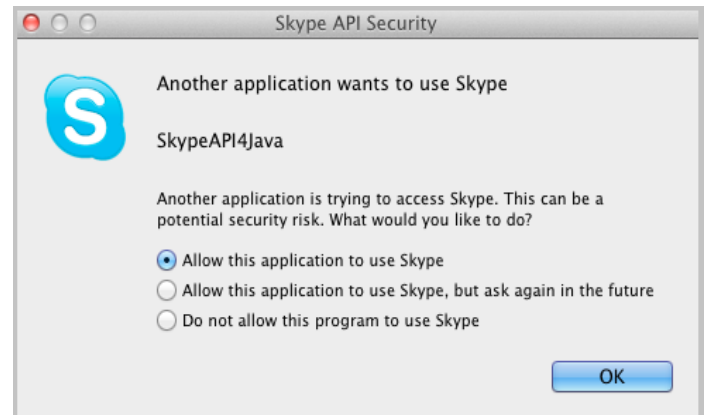 Skype API Security
Another application wants to use Skype
S
SkypeAPI4Java
Another application is trying to access Skype. This can be a
potential security risk. What would you like to do?
Allow this application to use Skype
Allow this application to use Skype, but ask again in the future
Do not allow this program to use Skype
OK